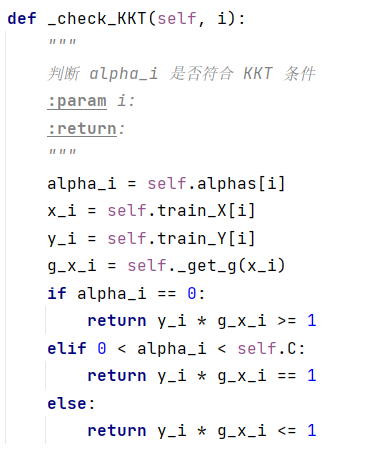 def _check_KKT(self, i):
    """
    判断 alpha_i 是否符合 KKT 条件
    :param i:
    :return:
    """
    alpha_i = self.alphas[i]
    x_i = self.train_X[i]
    y_i = self.train_Y[i]
    g_x_i = self._get_g(x_i)
    if alpha_i == 0:
        return y_i * g_x_i >= 1
    elif 0 < alpha_i < self.C:
        return y_i * g_x_i == 1
    else:
        return y_i * g_x_i <= 1